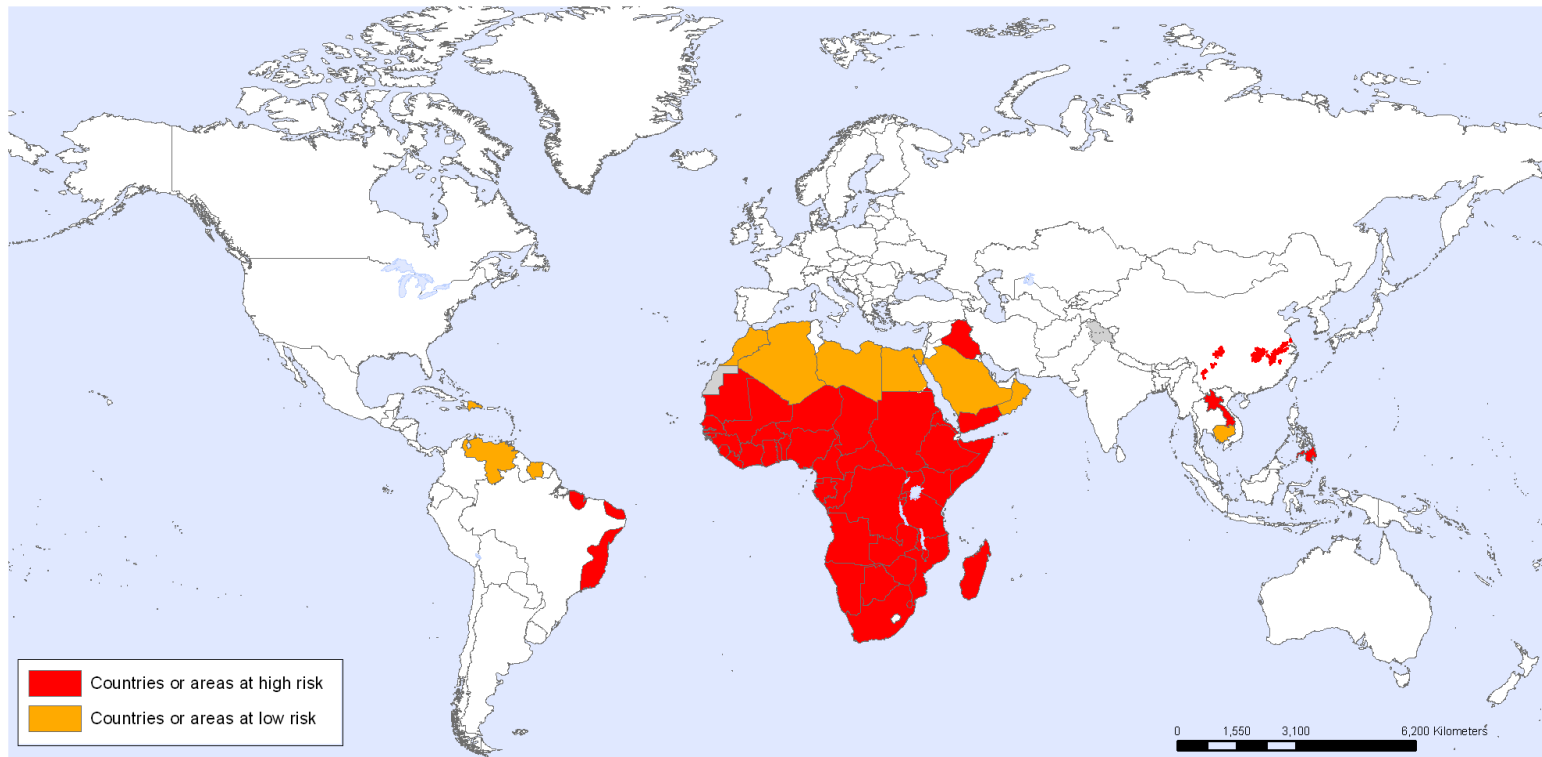 Countries or areas at high risk
Countries or areas at low risk
0 1,550 3,100 6,200 Kilometers